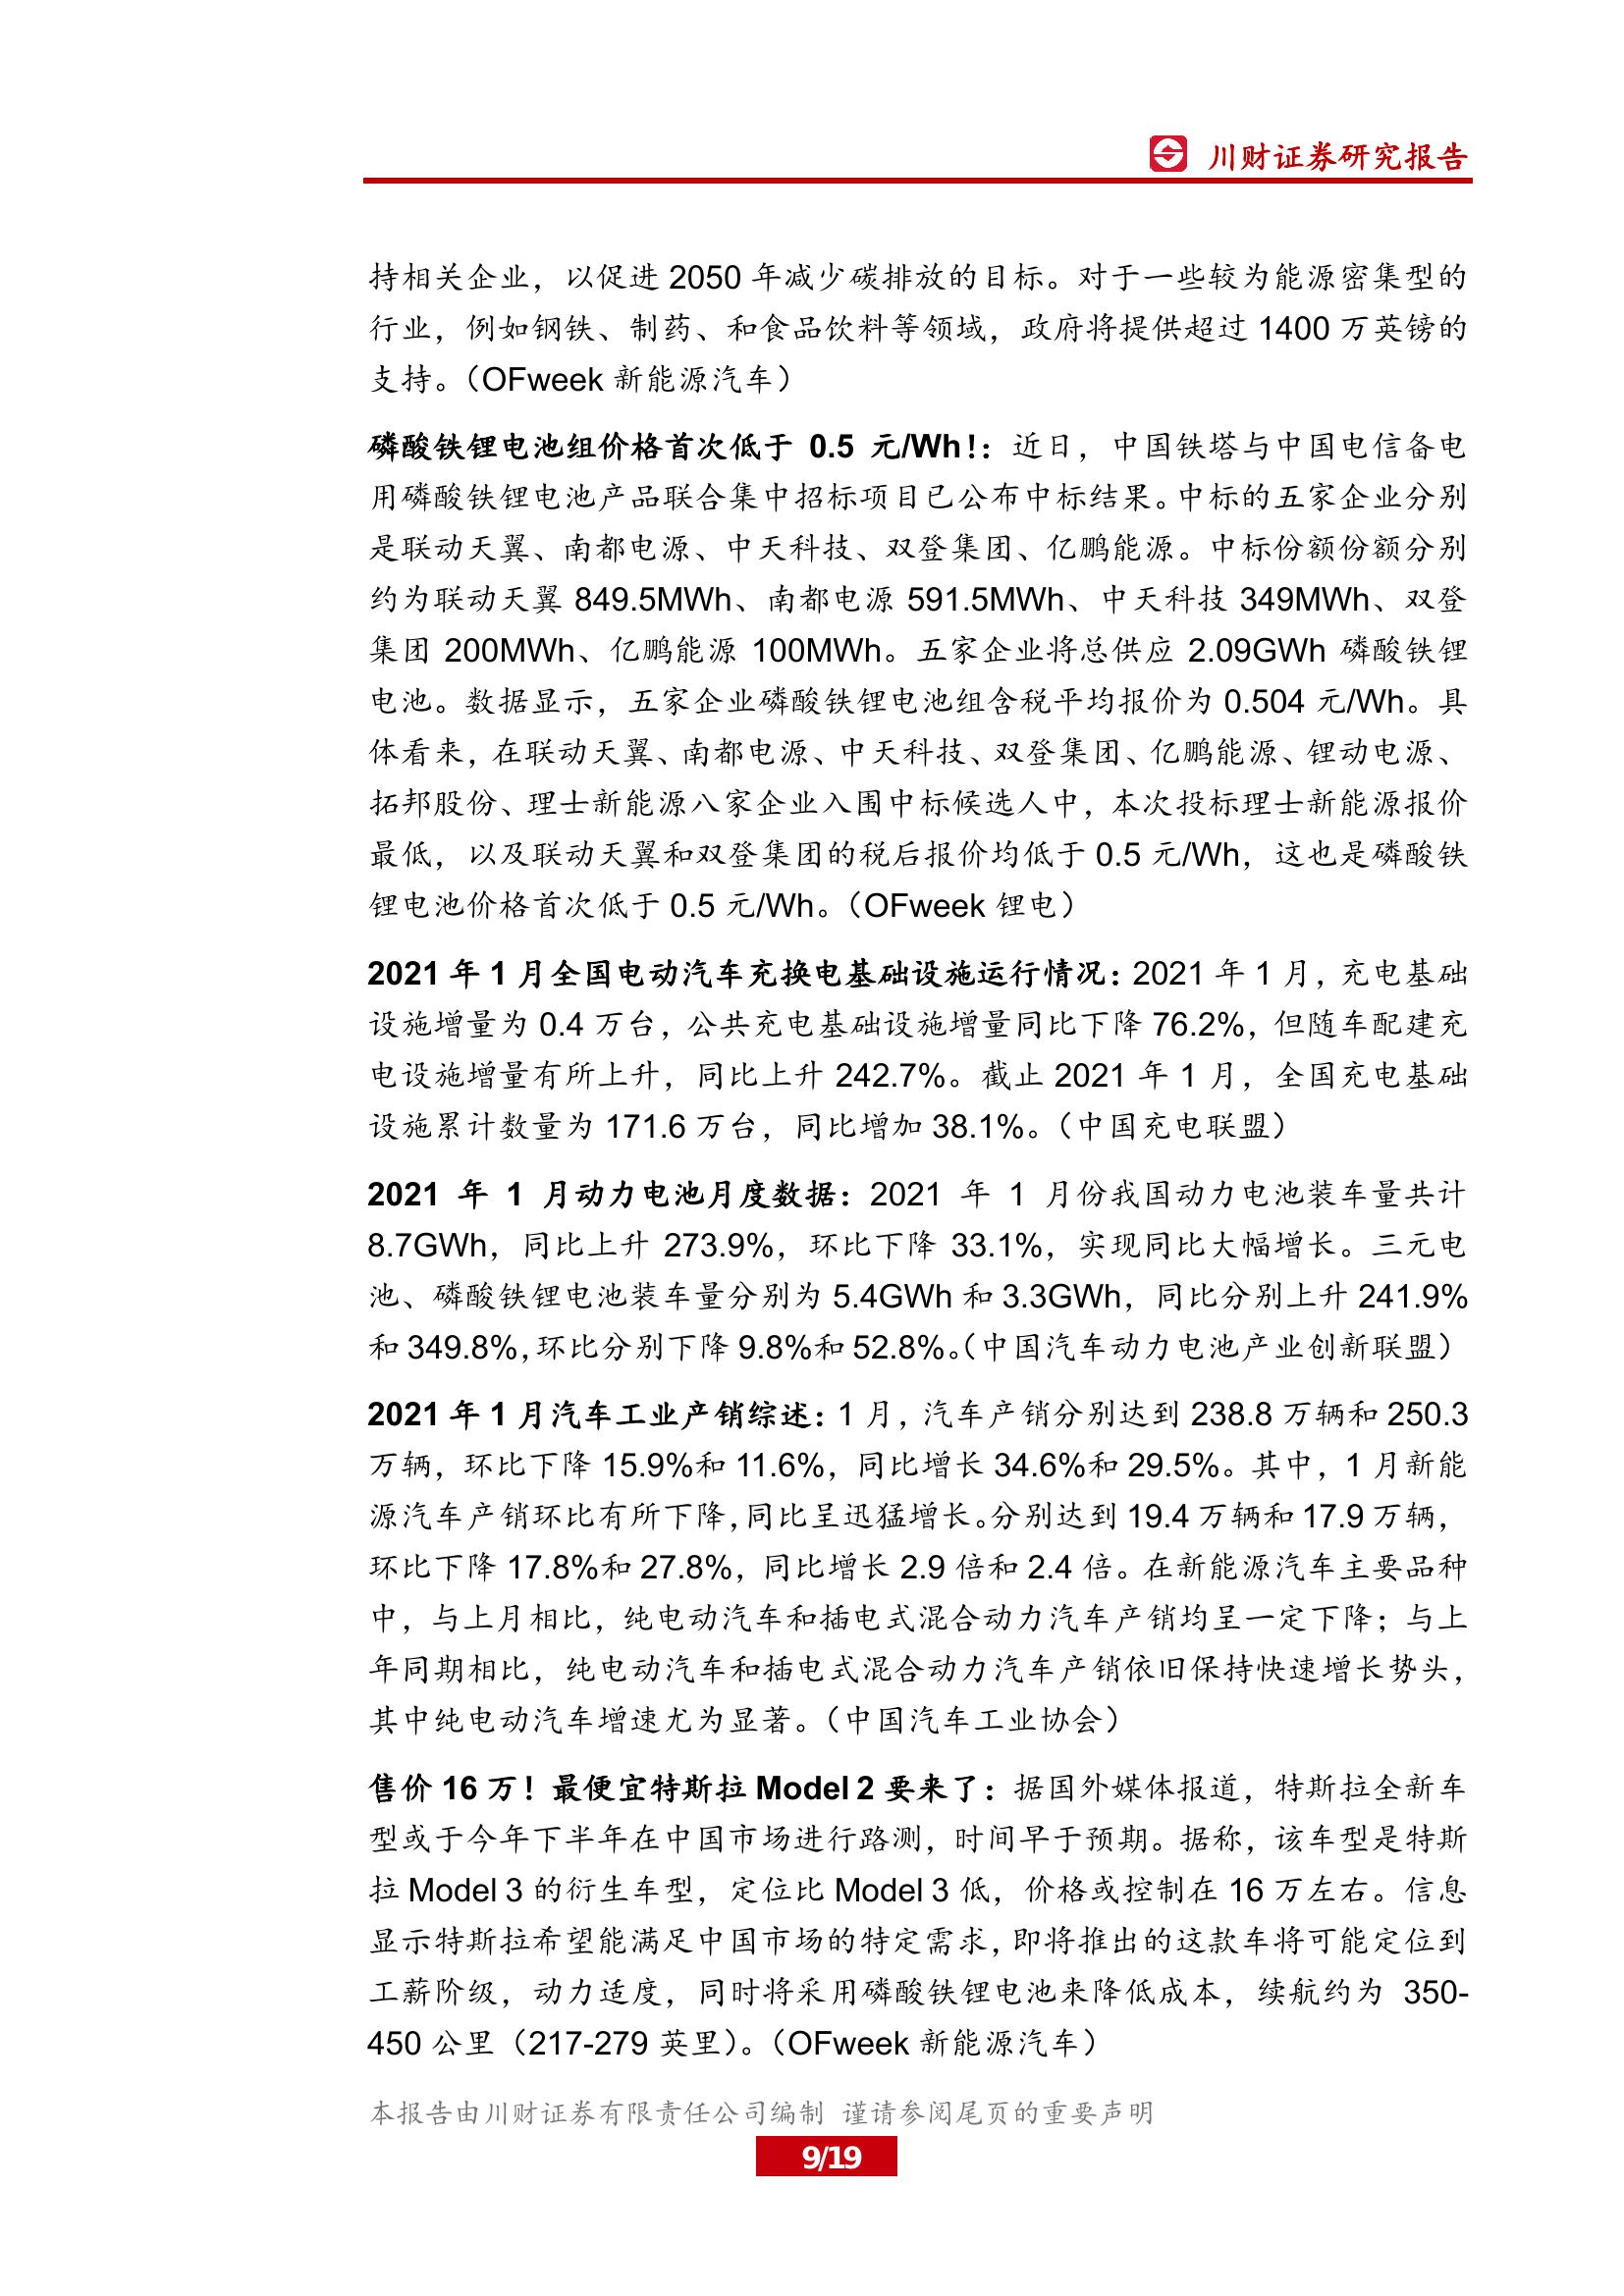 川财证券研究报告
持相关企业，以促进 2050 年减少碳排放的目标。对于一些较为能源密集型的
行业，例如钢铁、制药、和食品饮料等领域，政府将提供超过 1400 万英镑的
支持。（OFweek 新能源汽车）
磷酸铁锂电池组价格首次低于 0.5 元/Wh！：近日，中国铁塔与中国电信备电
用磷酸铁锂电池产品联合集中招标项目已公布中标结果。中标的五家企业分别
是联动天翼、南都电源、中天科技、双登集团、亿鹏能源。中标份额份额分别
约为联动天翼 849.5MWh、南都电源 591.5MWh、中天科技 349MWh、双登
集团 200MWh、亿鹏能源 100MWh。五家企业将总供应 2.09GWh 磷酸铁锂
电池。数据显示，五家企业磷酸铁锂电池组含税平均报价为 0.504 元/Wh。具
体看来，在联动天翼、南都电源、中天科技、双登集团、亿鹏能源、锂动电源、
拓邦股份、理士新能源八家企业入围中标候选人中，本次投标理士新能源报价
最低，以及联动天翼和双登集团的税后报价均低于 0.5 元/Wh，这也是磷酸铁
锂电池价格首次低于 0.5 元/Wh。（OFweek 锂电）
2021 年 1 月全国电动汽车充换电基础设施运行情况：2021 年 1 月，充电基础
设施增量为 0.4 万台，公共充电基础设施增量同比下降 76.2%，但随车配建充
电设施增量有所上升，同比上升 242.7%。截止 2021 年 1 月，全国充电基础
设施累计数量为 171.6 万台，同比增加 38.1%。（中国充电联盟）
2021 年 1 月动力电池月度数据：2021 年 1 月份我国动力电池装车量共计
8.7GWh，同比上升 273.9%，环比下降 33.1%，实现同比大幅增长。三元电
池、磷酸铁锂电池装车量分别为 5.4GWh 和 3.3GWh，同比分别上升 241.9%
和 349.8%，环比分别下降 9.8%和 52.8%。（中国汽车动力电池产业创新联盟）
2021 年 1 月汽车工业产销综述：1 月，汽车产销分别达到 238.8 万辆和 250.3
万辆，环比下降 15.9%和 11.6%，同比增长 34.6%和 29.5%。其中，1 月新能
源汽车产销环比有所下降，同比呈迅猛增长。分别达到 19.4 万辆和 17.9 万辆，
环比下降 17.8%和 27.8%，同比增长 2.9 倍和 2.4 倍。在新能源汽车主要品种
中，与上月相比，纯电动汽车和插电式混合动力汽车产销均呈一定下降；与上
年同期相比，纯电动汽车和插电式混合动力汽车产销依旧保持快速增长势头，
其中纯电动汽车增速尤为显著。（中国汽车工业协会）
售价 16 万！最便宜特斯拉 Model 2 要来了：据国外媒体报道，特斯拉全新车
型或于今年下半年在中国市场进行路测，时间早于预期。据称，该车型是特斯
拉 Model 3 的衍生车型，定位比 Model 3 低，价格或控制在 16 万左右。信息
显示特斯拉希望能满足中国市场的特定需求，即将推出的这款车将可能定位到
工薪阶级，动力适度，同时将采用磷酸铁锂电池来降低成本，续航约为 350-
450 公里（217-279 英里）。（OFweek 新能源汽车）
本报告由川财证券有限责任公司编制 谨请参阅尾页的重要声明
9/19